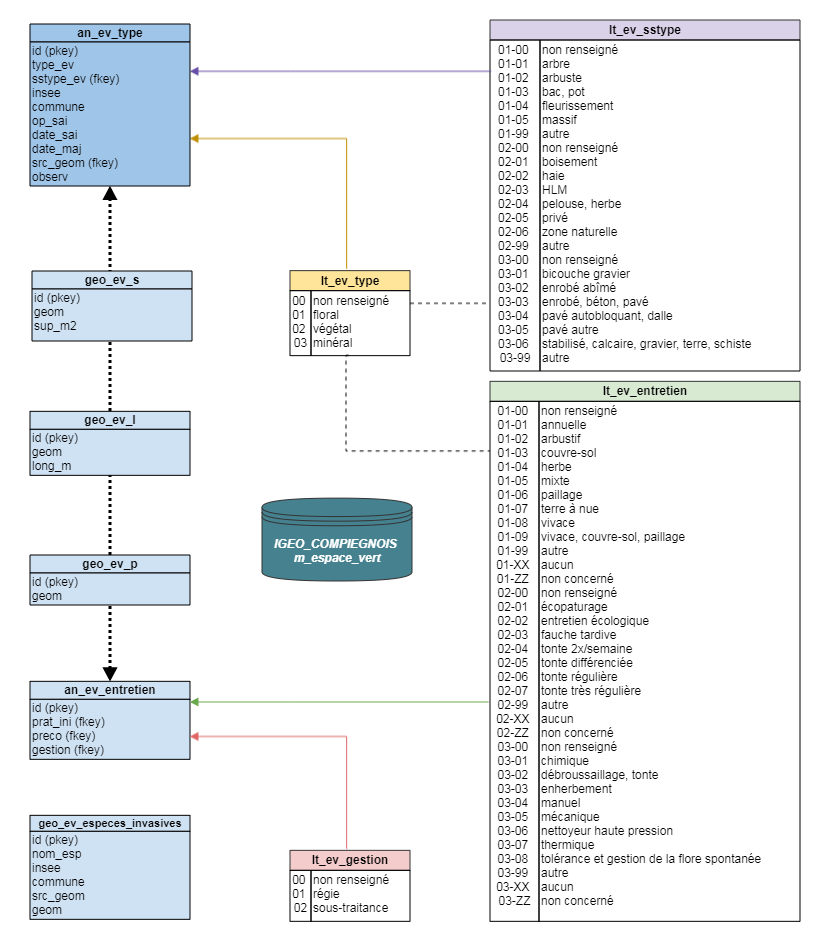 an_ev_type
id (pkey)
type_ev
sstype_ev (fkey)
insee
commune
op_sai
date_sai
date_maj
src_geom (fkey)
observ
geo_ev_s
id (pkey)
geom
sup_m2
geo_ev_l
id (pkey)
geom
long_m
geo_ev_p
id (pkey)
geom
an_ev_entretien
id (pkey)
prat_ini (fkey)
preco (fkey)
gestion (fkey)
geo_ev_especes_invasives
id (pkey)
nom_esp
insee
commune
src_geom
geom
lt_ev_type
00 non renseigné
01 floral
02 végétal
03 minéral
IGEO_COMPIEGNOIS
m_espace_vert
lt_ev_gestion
00 non renseigné
01 régie
02 sous-traitance
lt_ev_sstype
01-00 non renseigné
01-01 arbre
01-02 arbuste
01-03 bac, pot
01-04 fleurissement
01-05 massif
01-99 autre
02-00 non renseigné
02-01 boisement
02-02 haie
02-03 HLM
02-04 pelouse, herbe
02-05 privé
02-06 zone naturelle
02-99 autre
03-00 non renseigné
03-01 bicouche gravier
03-02 enrobé abîmé
03-03 enrobé, béton, pavé
03-04 pavé autobloquant, dalle
03-05 pavé autre
03-06 stabilisé, calcaire, gravier, terre, schiste
03-99 autre
lt_ev_entretien
01-00 non renseigné
01-01 annuelle
01-02 arbustif
01-03 couvre-sol
01-04 herbe
01-05 mixte
01-06 paillage
01-07 terre à nue
01-08 vivace
01-09 vivace, couvre-sol, paillage
01-99 autre
01-XX aucun
01-ZZ non concerné
02-00 non renseigné
02-01 écopaturage
02-02 entretien écologique
02-03 fauche tardive
02-04 tonte 2x/semaine
02-05 tonte différenciée
02-06 tonte régulière
02-07 tonte très régulière
02-99 autre
02-XX aucun
02-ZZ non concerné
03-00 non renseigné
03-01 chimique
03-02 débroussaillage, tonte
03-03 enherbement
03-04 manuel
03-05 mécanique
03-06 nettoyeur haute pression
03-07 thermique
03-08 tolérance et gestion de la flore spontanée
03-99 autre
03-XX aucun
03-ZZ non concerné